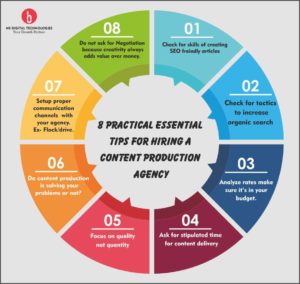 HS DIGITAL TECHNOLOGIES
Your Growth Partner
8 PRACTICAL ESSENTIAL
TIPS FOR HIRING A
CONTENT PRODUCTION
AGENCY
01
Check for skills of creating
SEO friendly articles
02
Check for tactics
to increase
organic search
03
Analyze rates make
sure it's in your
budget.
04
Ask for stipulated time
for content delivery
05
Focus on quality
not quantity
06
Do content production
is solving your
problems or not?
07
Setup proper
communication
channels with
your agency.
Ex- Flock/drive.
08
Do not ask for Negotiation
because creativity always
adds value over money.